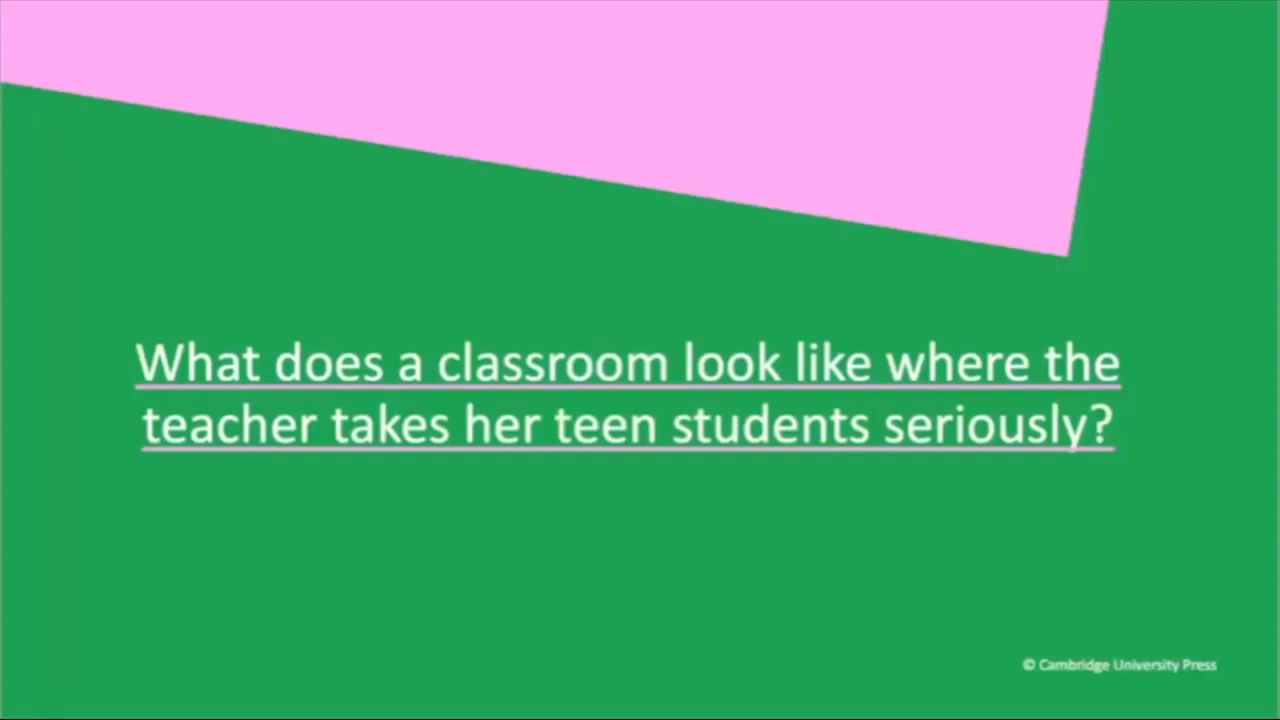 What does a classroom look like where the
teacher takes her teen students seriously?
© Cambridge University Press